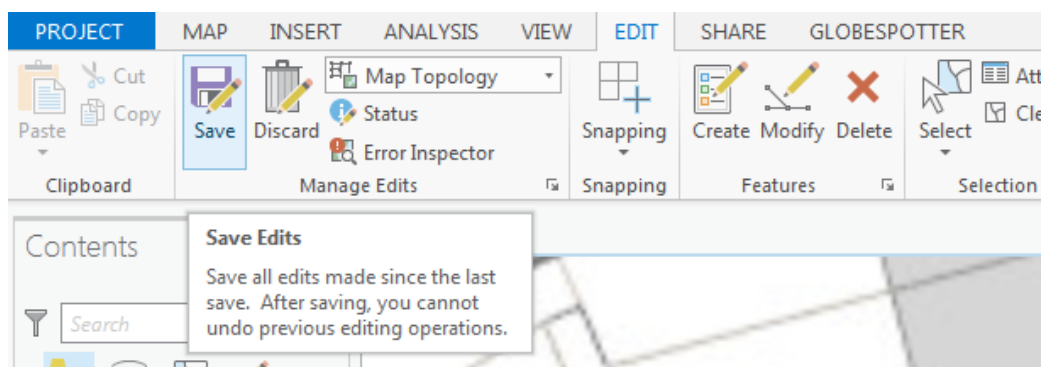 PROJECT MAP INSERT ANALYSIS VIEW EDIT SHARE GLOBESPOTTER
Cut
Copy
Paste
Clipboard
Save
Discard
Map Topology
Status
Error Inspector
Manage Edits
Snapping
Snapping
Create Modify Delete
Features
Select
Att
Cle
Selection
Contents
Search
Save Edits
Save all edits made since the last
save. After saving, you cannot
undo previous editing operations.